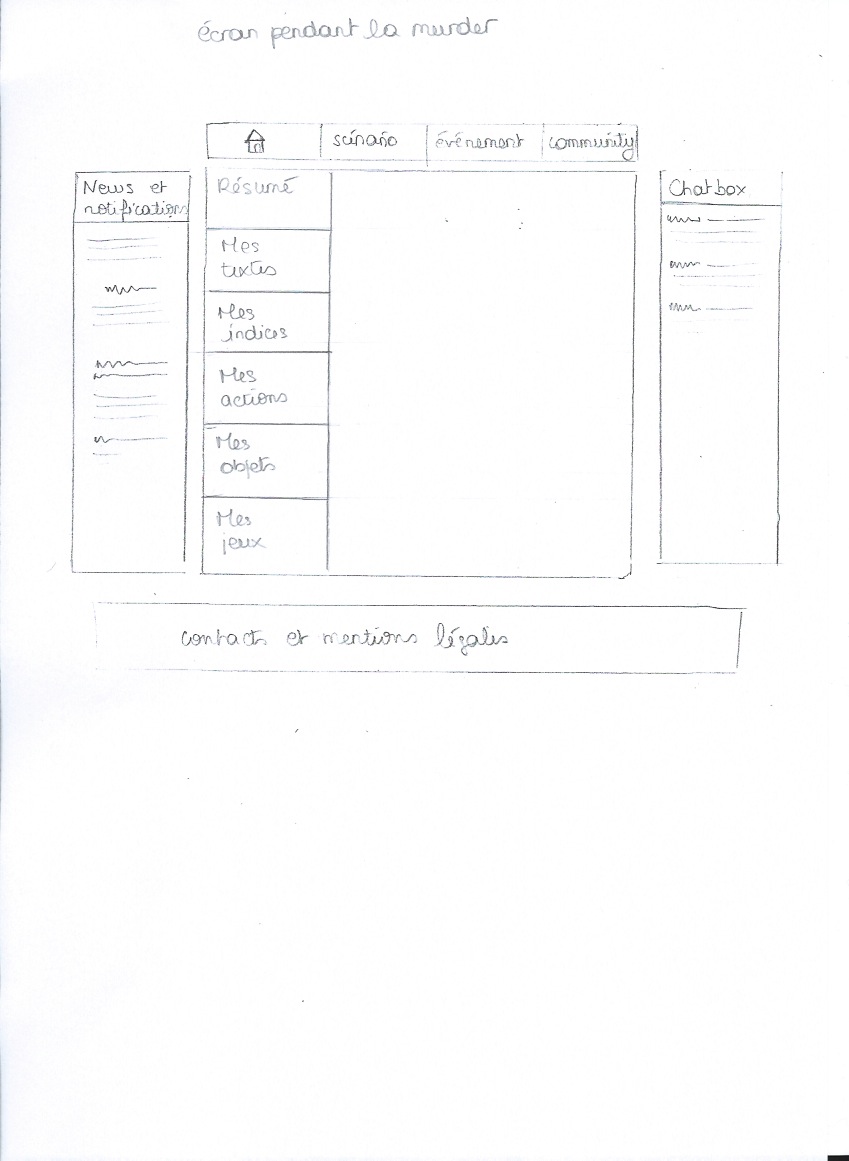 écran pendant la murder
scénario
événement
community
News et
notifications
Résumé
Mes
textes
Mes
indices
Mes
actions
Mes
objets
Mes
jeux
Chatbox
contacts et mentions légales